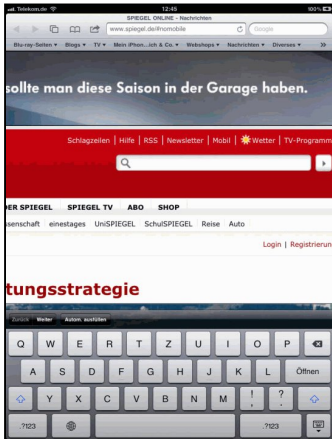 Telekom.de 12:45 100%
SPIEGEL ONLINE - Nachrichten
www.spiegel.de/#nomobile Google
Blu-ray-Seiten Blogs TV Mein iPhon...ich & Co. Webshops Nachrichten Diverses »
sollte man diese Saison in der Garage haben.
Schlagzeilen | Hilfe | RSS | Newsletter | Mobil | Wetter | TV-Programm
DER SPIEGEL SPIEGEL TV ABO SHOP
senschaft einestages UniSPIEGEL SchulSPIEGEL Reise Auto
Login | Registrierun
tungsstrategie
Zurück Weiter Autom. ausfüllen
Q W E R T Z U I O P
A S D F G H J K L Öffnen
Y X C V B N M ! , ? .
.?123 .?123